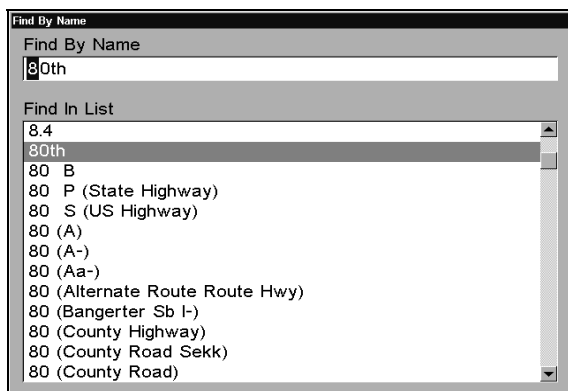 Find By Name
Find By Name
80th
Find In List
8.4
80th
80  B
80  P (State Highway)
80  S (US Highway)
80 (A)
80 (A-)
80 (Aa-)
80 (Alternate Route Route Hwy)
80 (Bangerter Sb I-)
80 (County Highway)
80 (County Road Sekk)
80 (County Road)